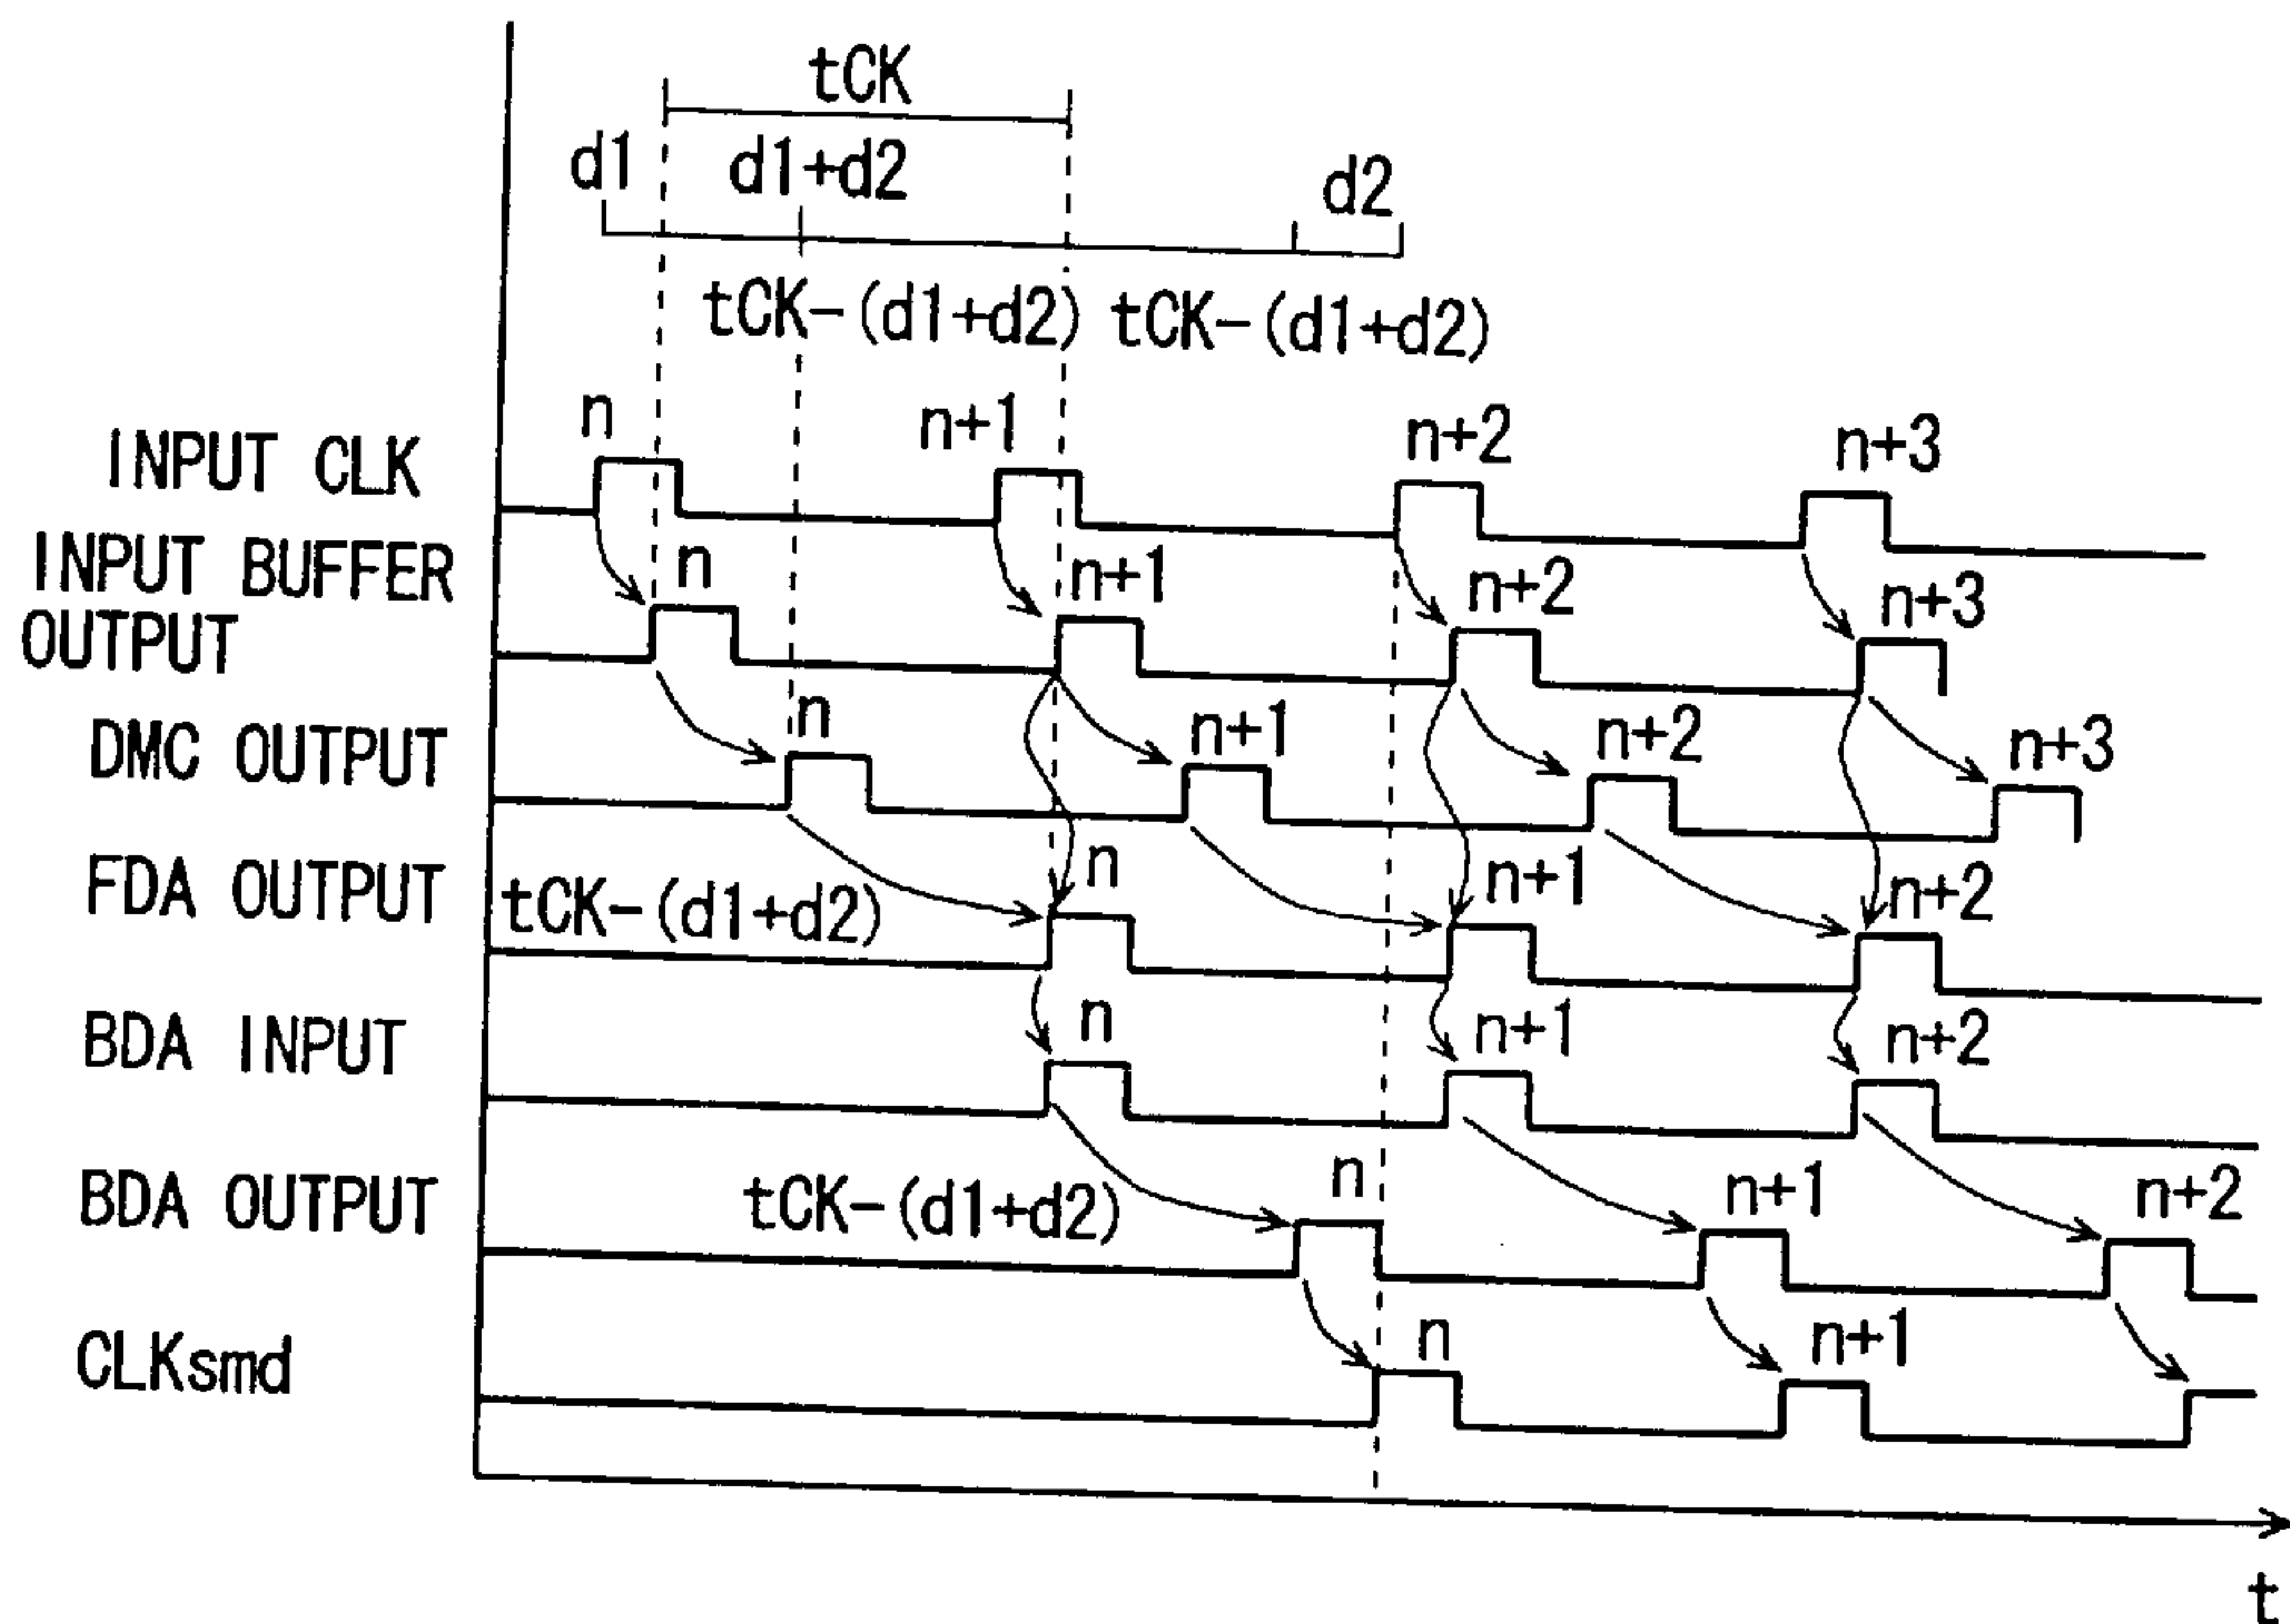 tCK
d1 d1+d2 d2
tCK-(d1+d2) tCK-(d1+d2)
n n+1 n+2 n+3
INPUT CLK
INPUT BUFFER
OUTPUT
n n+1 n+2 n+3
DMC OUTPUT
n n+1 n+2 n+3
FDA OUTPUT
tCK-(d1+d2)
n n+1 n+2
BDA INPUT
n n+1 n+2
BDA OUTPUT
tCK-(d1+d2)
n n+1 n+2
CLKsmd
n n+1
t